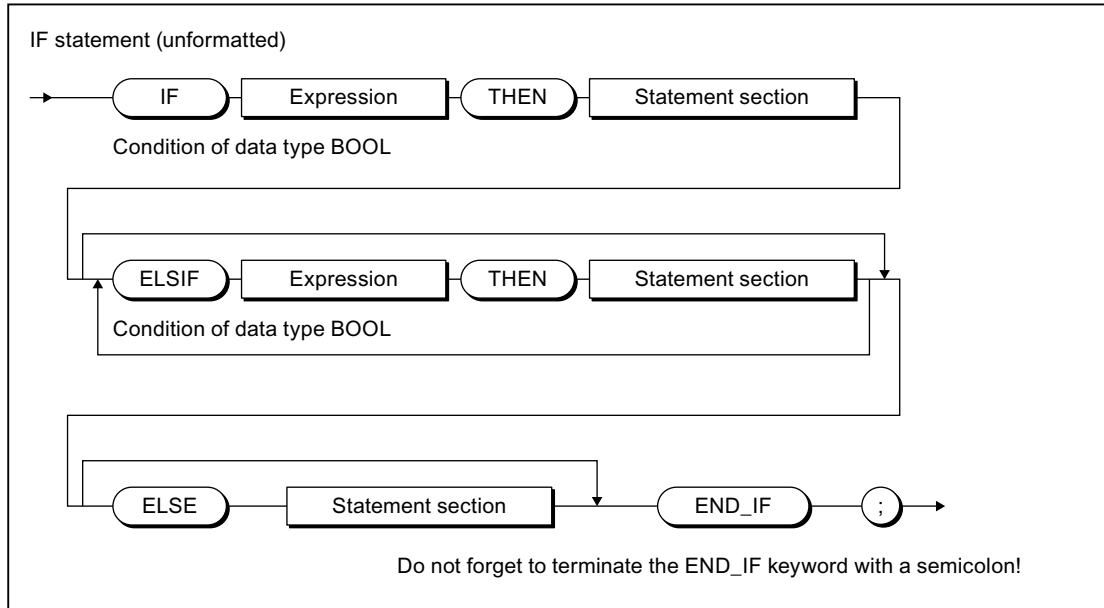 IF statement (unformatted)
IF Expression THEN Statement section
Condition of data type BOOL
ELSIF Expression THEN Statement section
Condition of data type BOOL
ELSE Statement section END_IF ;
Do not forget to terminate the END_IF keyword with a semicolon!